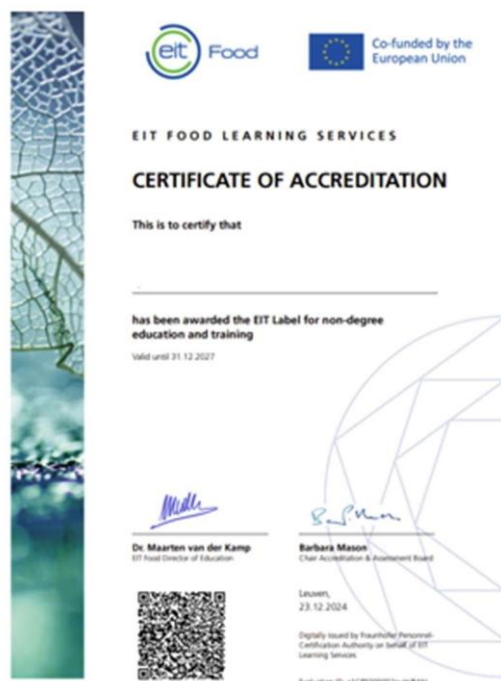 eit Food
Co-funded by the
European Union
EIT FOOD LEARNING SERVICES
CERTIFICATE OF ACCREDITATION
This is to certify that
has been awarded the EIT Label for non-degree
education and training
Valid until 31.12.2027
Dr. Maarten van der Kamp
EIT Food Director of Education
Barbara Mason
Chair Accreditation & Assessment Board
Leuven,
23.12.2024
Digitally issued by Fraunhofer Personnel-
Certification Authority on behalf of EIT
Learning Services